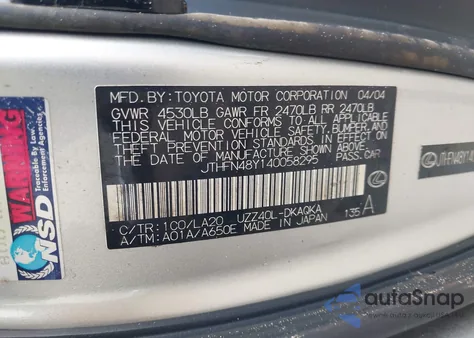 MFD. BY: TOYOTA MOTOR CORPORATION 04/04
GVWR 4530LB GAWR FR 2470LB RR 2470LB
THIS VEHICLE CONFORMS TO ALL APPLICABLE
FEDERAL MOTOR VEHICLE SAFETY, BUMPER, AND
THEFT PREVENTION STANDARDS IN EFFECT ON
THE DATE OF MANUFACTURE SHOWN ABOVE.
JTHFN48Y140058295 PASS. CAR
C/TR: 1C0/LA20 UZZ40L-DKAQKA
A/TM: A01A/A650E MADE IN JAPAN 135 A
WARNING
NSD
autoSnap